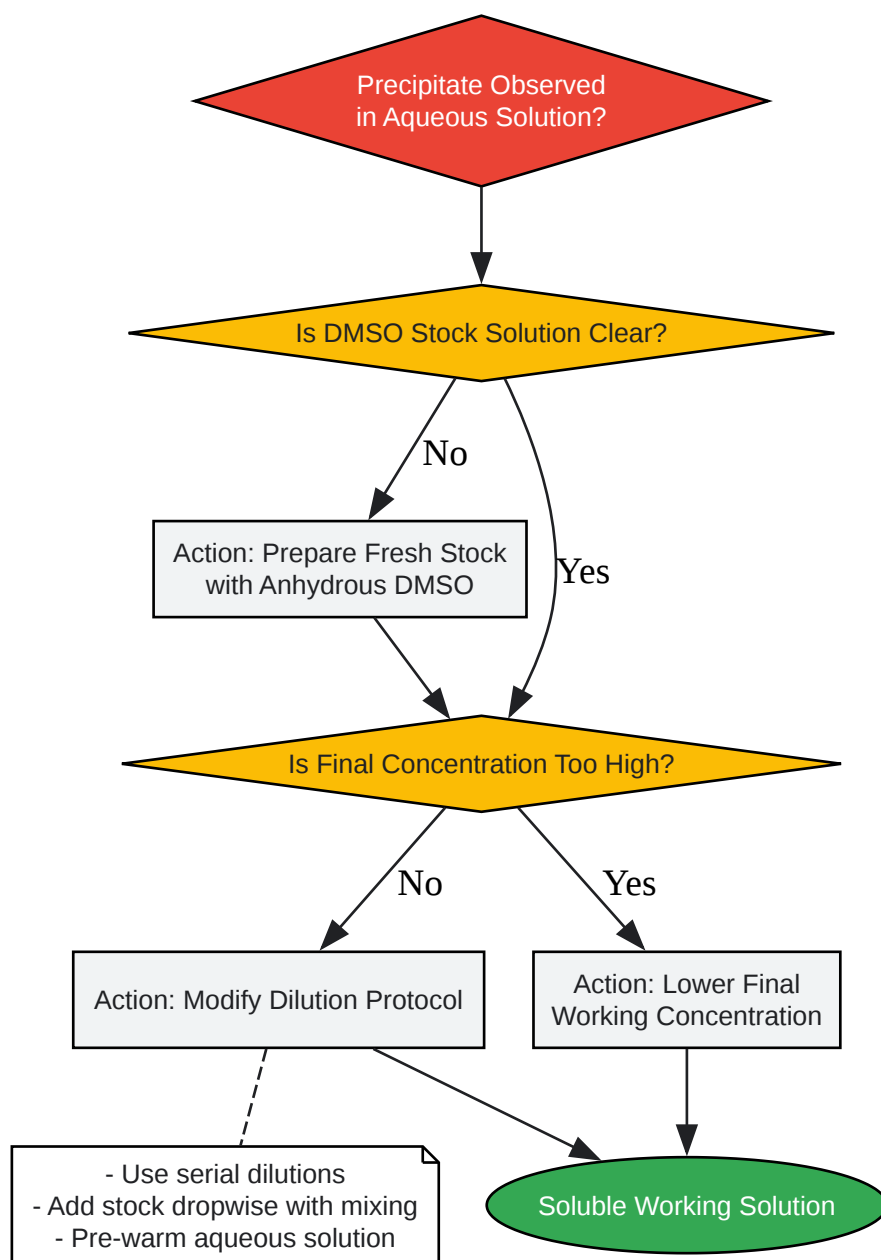 Precipitate Observed
in Aqueous Solution?
Is DMSO Stock Solution Clear?
No
Action: Prepare Fresh Stock
with Anhydrous DMSO
Yes
Is Final Concentration Too High?
No
Yes
Action: Modify Dilution Protocol
Action: Lower Final
Working Concentration
- Use serial dilutions
- Add stock dropwise with mixing
- Pre-warm aqueous solution
Soluble Working Solution